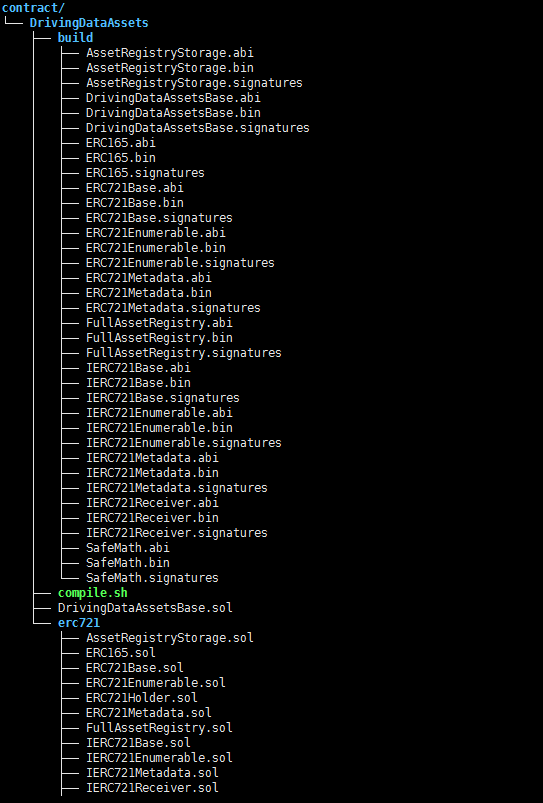 contract/
└── DrivingDataAssets
    ├── build
    │   ├── AssetRegistryStorage.abi
    │   ├── AssetRegistryStorage.bin
    │   ├── AssetRegistryStorage.signatures
    │   ├── DrivingDataAssetsBase.abi
    │   ├── DrivingDataAssetsBase.bin
    │   ├── DrivingDataAssetsBase.signatures
    │   ├── ERC165.abi
    │   ├── ERC165.bin
    │   ├── ERC165.signatures
    │   ├── ERC721Base.abi
    │   ├── ERC721Base.bin
    │   ├── ERC721Base.signatures
    │   ├── ERC721Enumerable.abi
    │   ├── ERC721Enumerable.bin
    │   ├── ERC721Enumerable.signatures
    │   ├── ERC721Metadata.abi
    │   ├── ERC721Metadata.bin
    │   ├── ERC721Metadata.signatures
    │   ├── FullAssetRegistry.abi
    │   ├── FullAssetRegistry.bin
    │   ├── FullAssetRegistry.signatures
    │   ├── IERC721Base.abi
    │   ├── IERC721Base.bin
    │   ├── IERC721Base.signatures
    │   ├── IERC721Enumerable.abi
    │   ├── IERC721Enumerable.bin
    │   ├── IERC721Enumerable.signatures
    │   ├── IERC721Metadata.abi
    │   ├── IERC721Metadata.bin
    │   ├── IERC721Metadata.signatures
    │   ├── IERC721Receiver.abi
    │   ├── IERC721Receiver.bin
    │   ├── IERC721Receiver.signatures
    │   ├── SafeMath.abi
    │   ├── SafeMath.bin
    │   └── SafeMath.signatures
    ├── compile.sh
    ├── DrivingDataAssetsBase.sol
    └── erc721
        ├── AssetRegistryStorage.sol
        ├── ERC165.sol
        ├── ERC721Base.sol
        ├── ERC721Enumerable.sol
        ├── ERC721Holder.sol
        ├── ERC721Metadata.sol
        ├── FullAssetRegistry.sol
        ├── IERC721Base.sol
        ├── IERC721Enumerable.sol
        ├── IERC721Metadata.sol
        ├── IERC721Receiver.sol